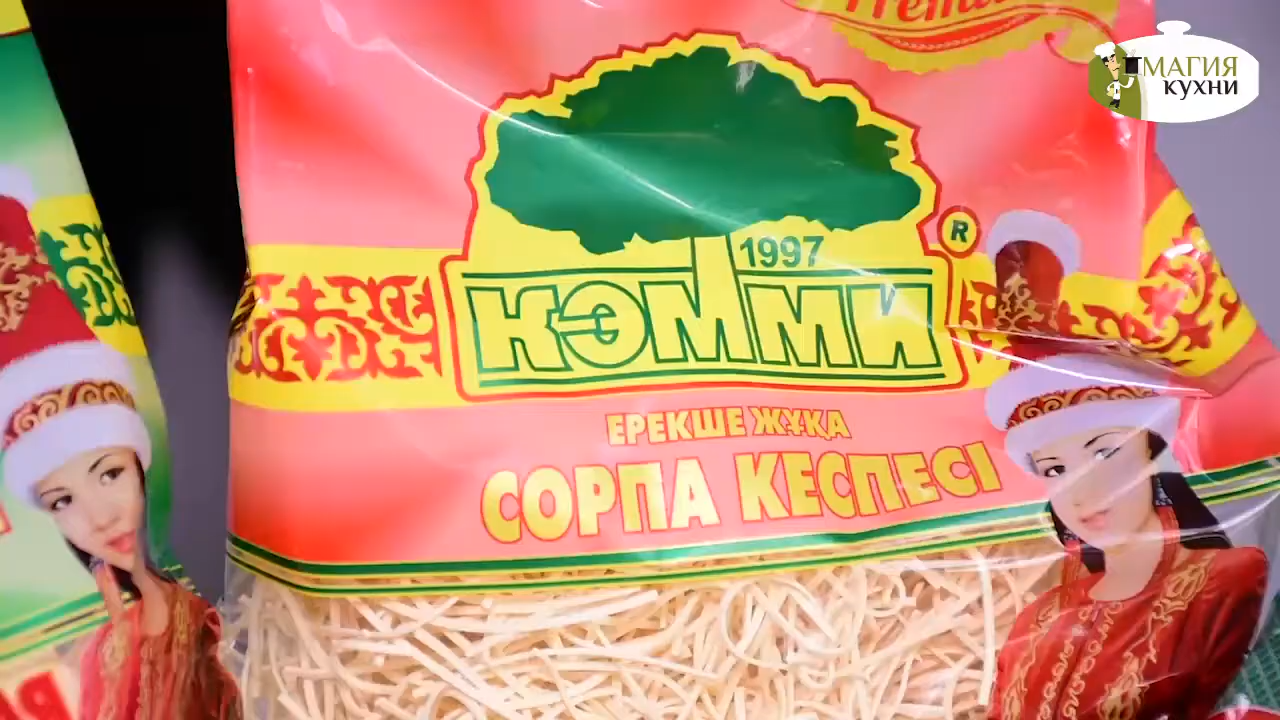 МАГИЯ
КУХНИ
1997
КЭММИ
R
ЕРЕКШЕ ЖҰҚА
СОРПА КЕСПЕСІ